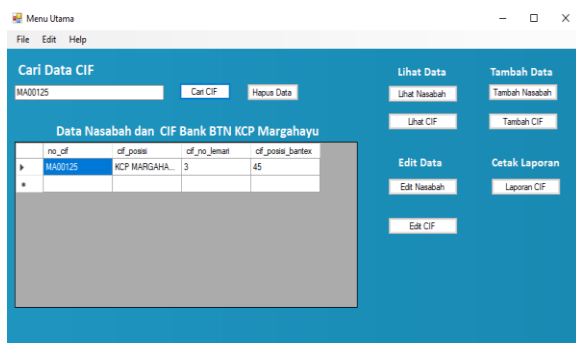 Menu Utama
File Edit Help
Cari Data CIF
MA00125
Cari CIF
Hapus Data
Data Nasabah dan CIF Bank BTN KCP Margahayu
no_cif cif_posisi cif_no_lemari cif_posisi_bantex
MA00125 KCP MARGAHA... 3 45
Lihat Data
Lihat Nasabah
Lihat CIF
Tambah Data
Tambah Nasabah
Tambah CIF
Edit Data
Edit Nasabah
Edit CIF
Cetak Laporan
Laporan CIF